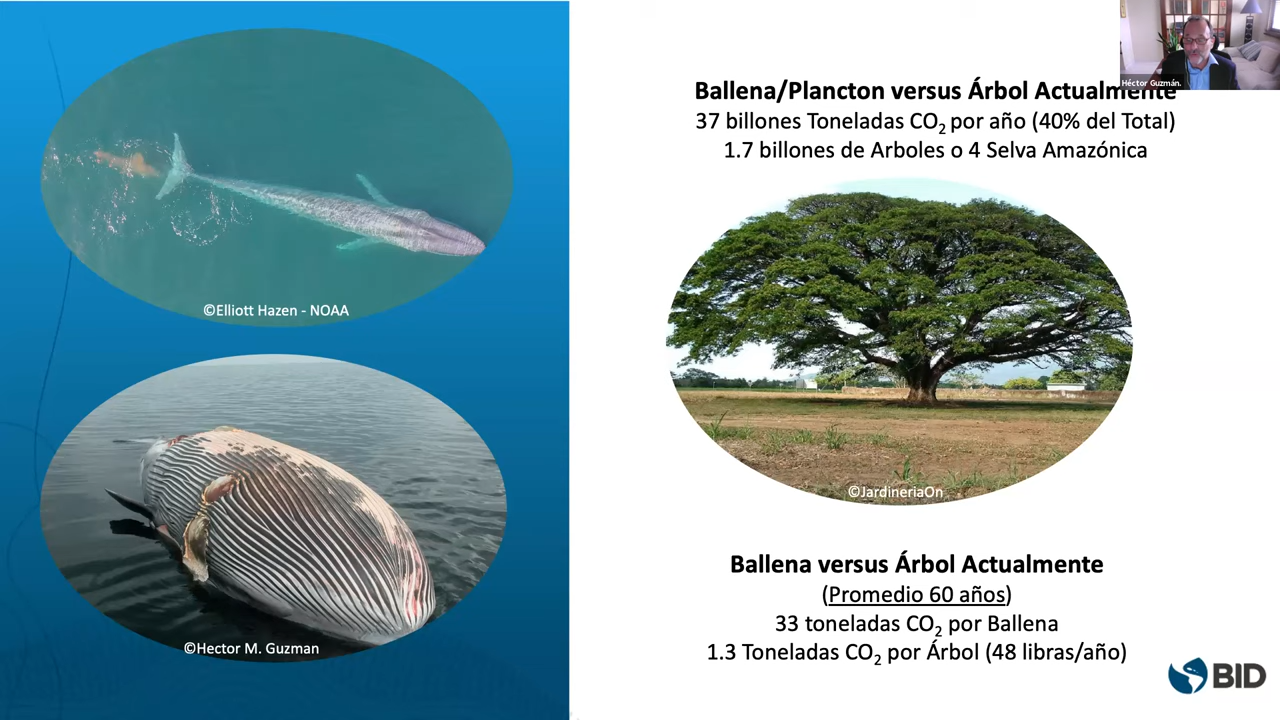 Héctor Guzmán.
Ballena/Plancton versus Árbol Actualmente
37 billones Toneladas CO₂ por año (40% del Total)
1.7 billones de Arboles o 4 Selva Amazónica
©Elliott Hazen - NOAA
©JardineriaOn
©Hector M. Guzman
Ballena versus Árbol Actualmente
(Promedio 60 años)
33 toneladas CO₂ por Ballena
1.3 Toneladas CO₂ por Árbol (48 libras/año)
BID